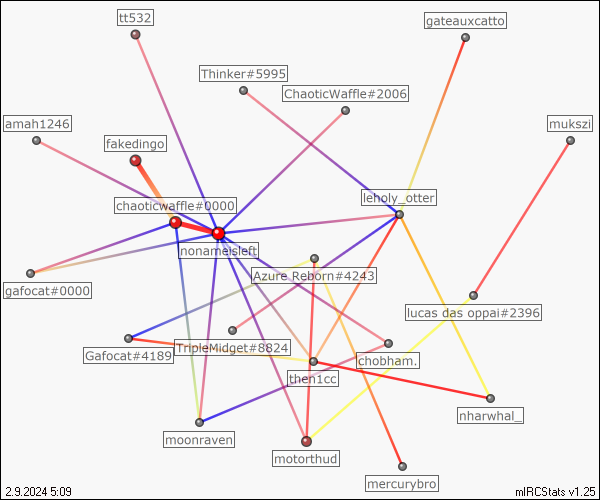 tt532
gateauxcatto
Thinker#5995
ChaoticWaffle#2006
amah1246
mukszi
fakedingo
leholy_otter
chaoticwaffle#0000
nonameisleft
Azure Reborn#4243
gafocat#0000
lucas das oppai#2396
TripleMidget#8824
Gafocat#4189
chobham.
then1cc
nharwhal_
moonraven
motorthud
mercurybro
2.9.2024 5:09
mIRCStats v1.25